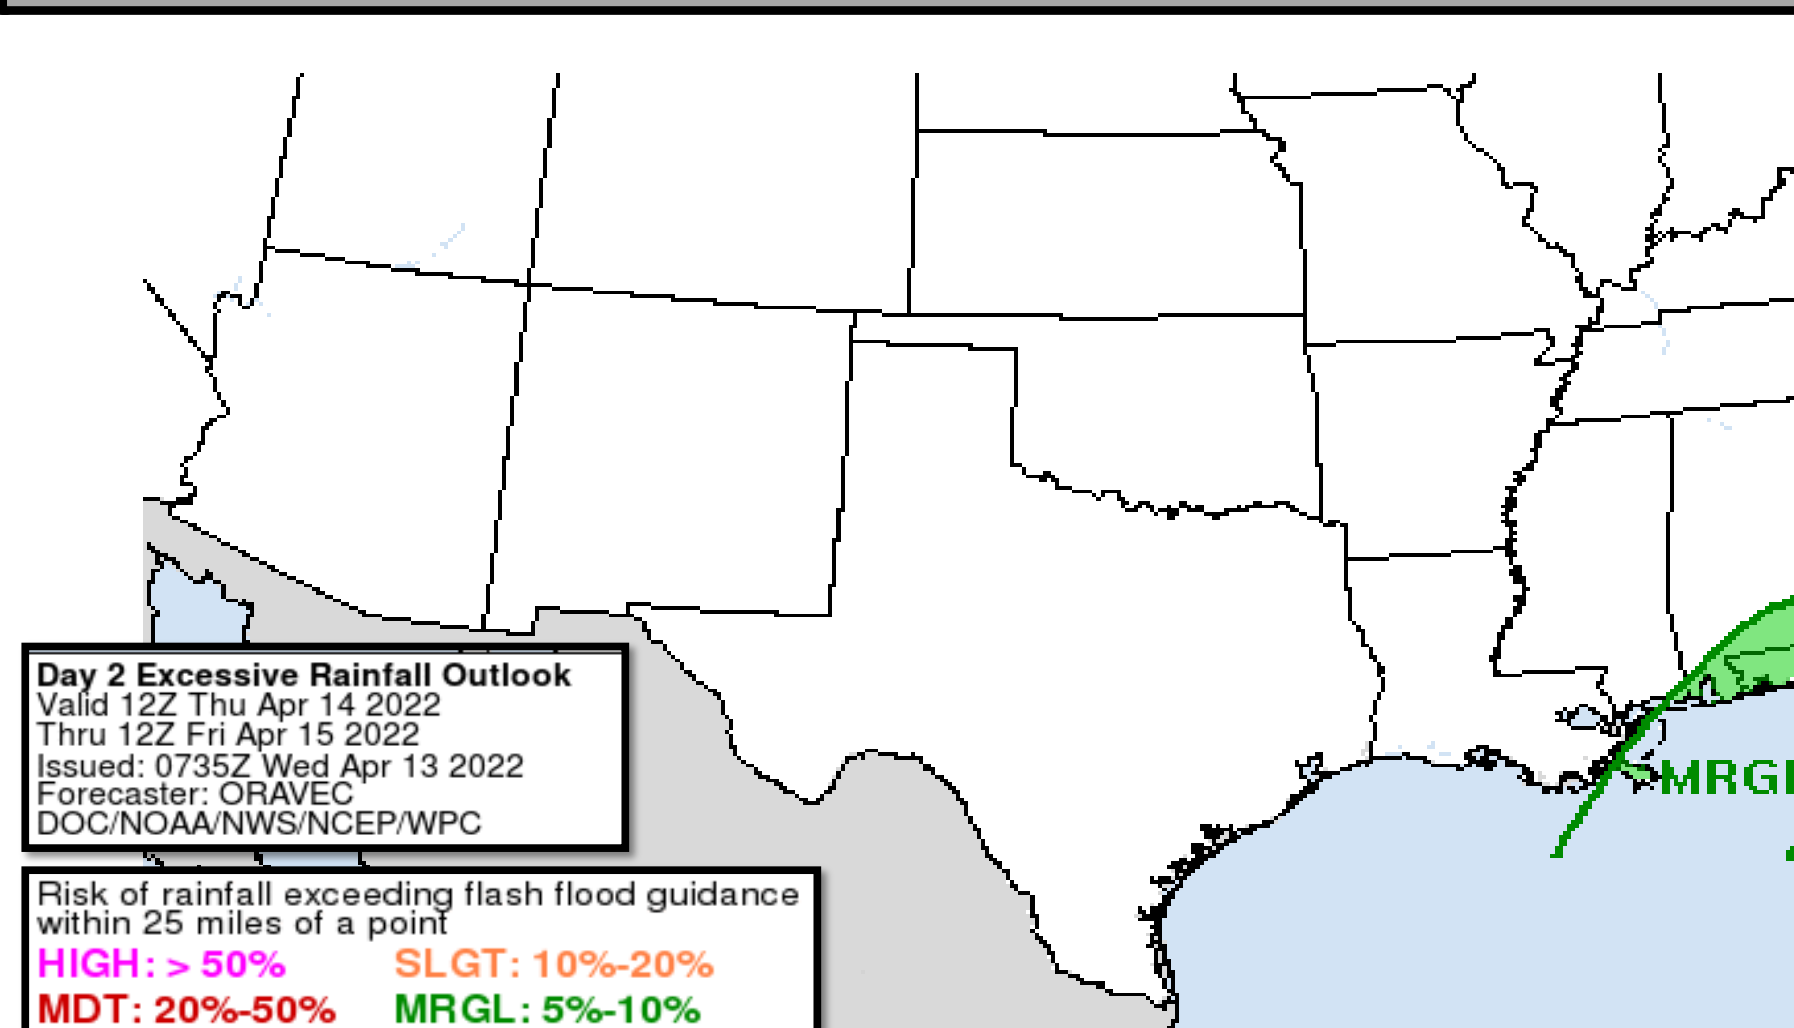 Day 2 Excessive Rainfall Outlook
Valid 12Z Thu Apr 14 2022
Thru 12Z Fri Apr 15 2022
Issued: 0735Z Wed Apr 13 2022
Forecaster: ORAVEC
DOC/NOAA/NWS/NCEP/WPC
MRGL
Risk of rainfall exceeding flash flood guidance
within 25 miles of a point
HIGH: > 50% SLGT: 10%-20%
MDT: 20%-50% MRGL: 5%-10%